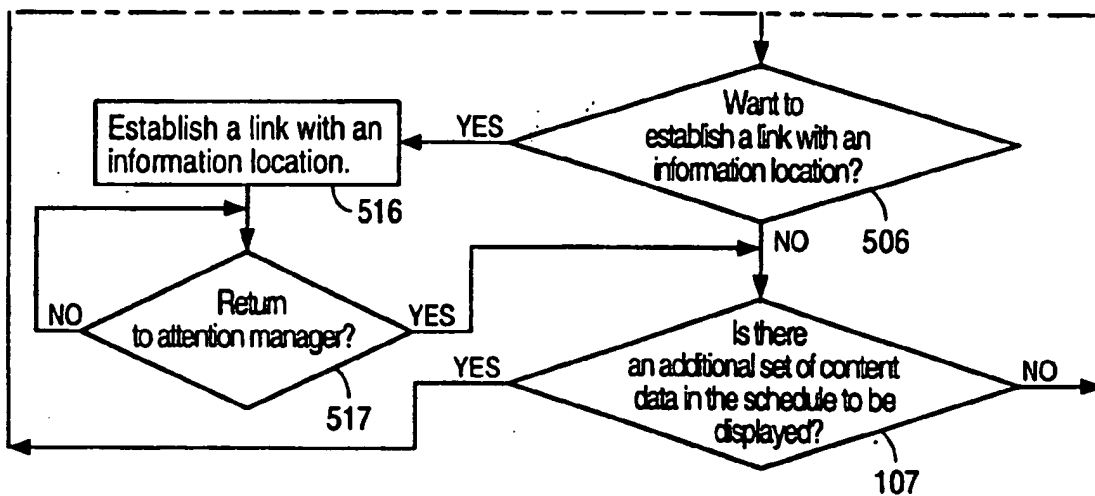 Want to
establish a link with an
information location?
506
YES
NO
Establish a link with an
information location.
516
Return
to attention manager?
517
NO
YES
Is there
an additional set of content
data in the schedule to be
displayed?
107
YES
NO